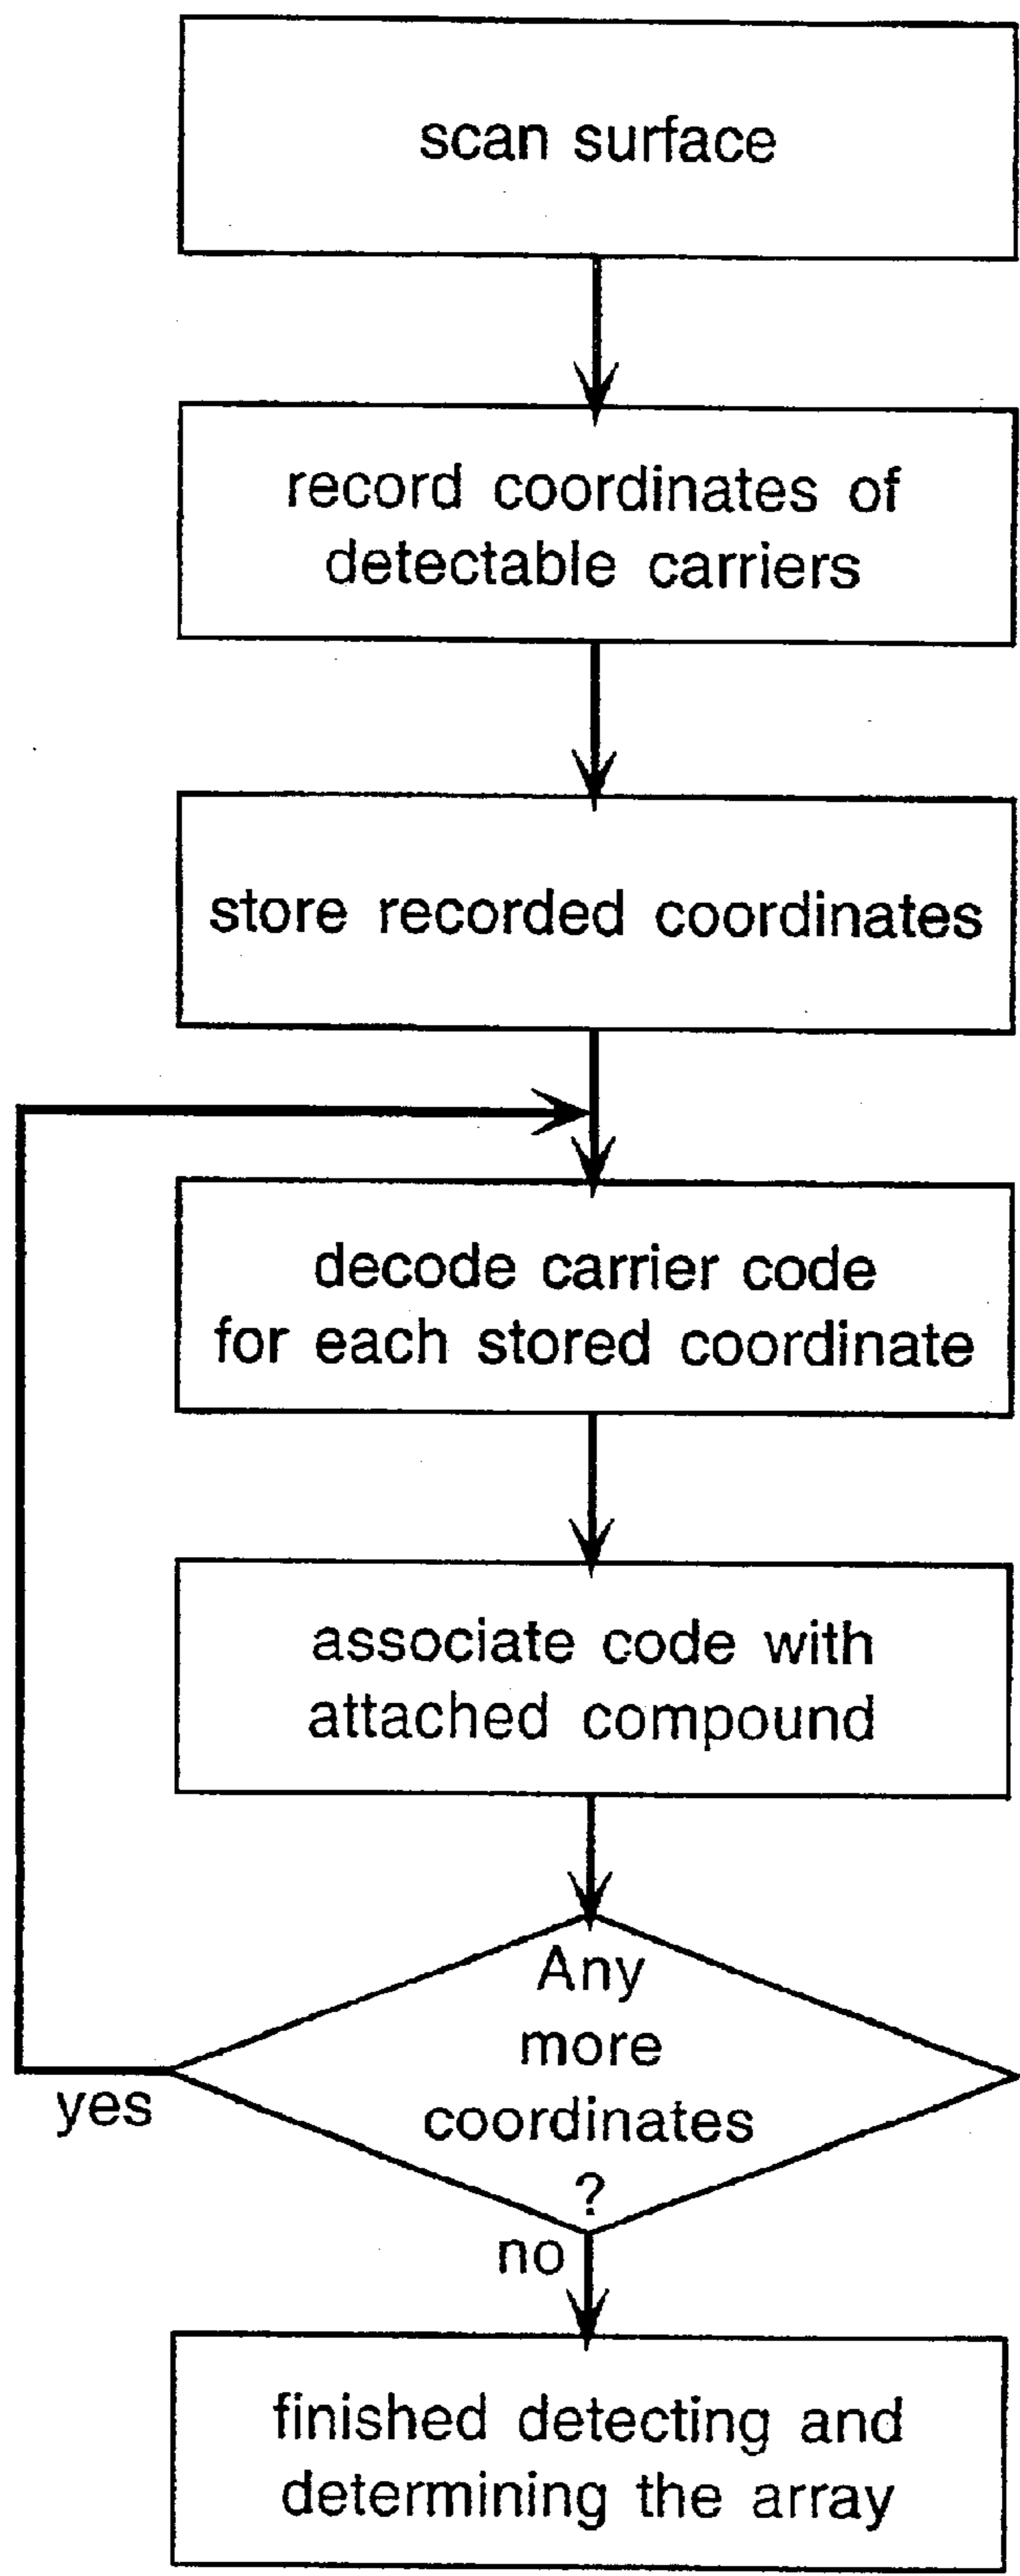 scan surface
record coordinates of
detectable carriers
store recorded coordinates
decode carrier code
for each stored coordinate
associate code with
attached compound
Any
more
coordinates
?
yes
no
finished detecting and
determining the array